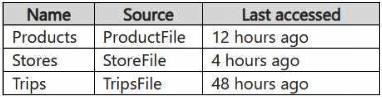 Name Source Last accessed
Products ProductFile 12 hours ago
Stores StoreFile 4 hours ago
Trips TripsFile 48 hours ago